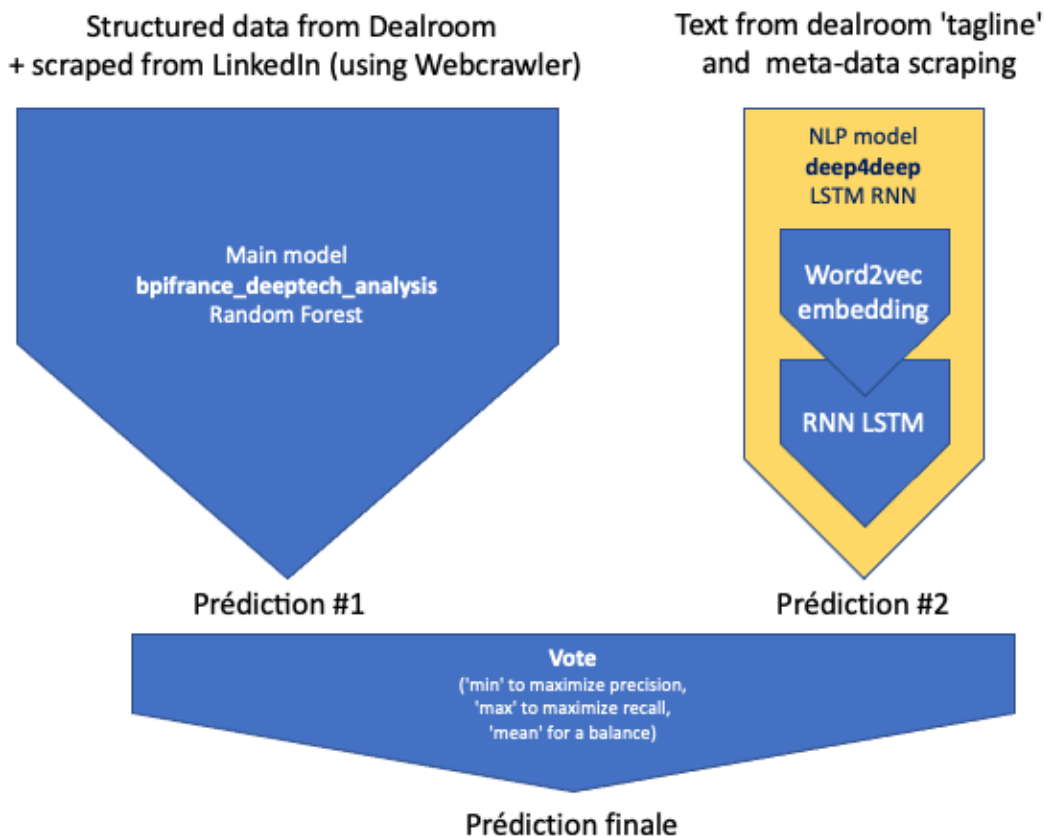 Structured data from Dealroom
+ scraped from LinkedIn (using Webcrawler)
Text from dealroom 'tagline'
and meta-data scraping
Main model
bpifrance_deeptech_analysis
Random Forest
NLP model
deep4deep
LSTM RNN
Word2vec
embedding
RNN LSTM
Prédiction #1
Prédiction #2
Vote
('min' to maximize precision,
'max' to maximize recall,
'mean' for a balance)
Prédiction finale